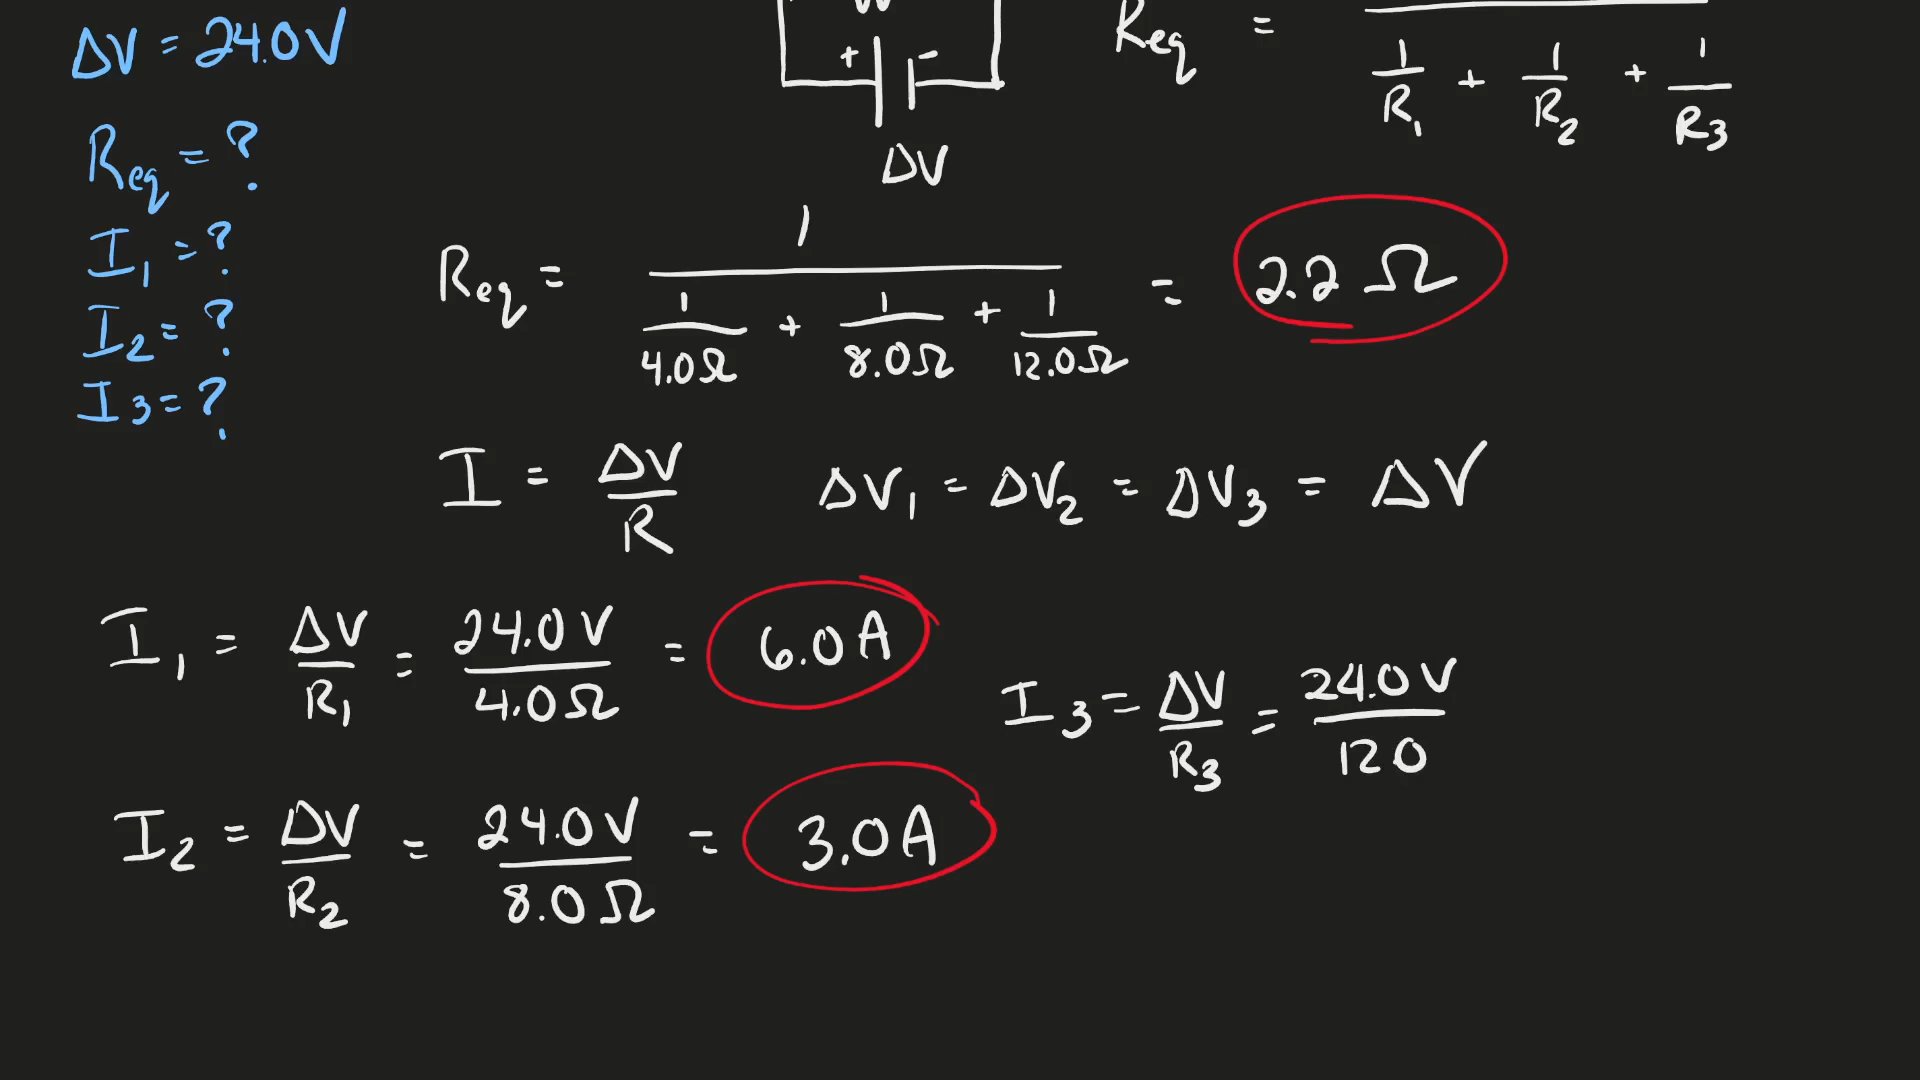 ΔV = 24.0V
Req = ?
I₁ = ?
I₂ = ?
I₃ = ?
+ -
ΔV
Req = 1/R₁ + 1/R₂ + 1/R₃
Req = 1/(1/4.0Ω + 1/8.0Ω + 1/12.0Ω) = 2.2 Ω
I = ΔV/R
ΔV₁ = ΔV₂ = ΔV₃ = ΔV
I₁ = ΔV/R₁ = 24.0V/4.0Ω = 6.0A
I₂ = ΔV/R₂ = 24.0V/8.0Ω = 3.0A
I₃ = ΔV/R₃ = 24.0V/120